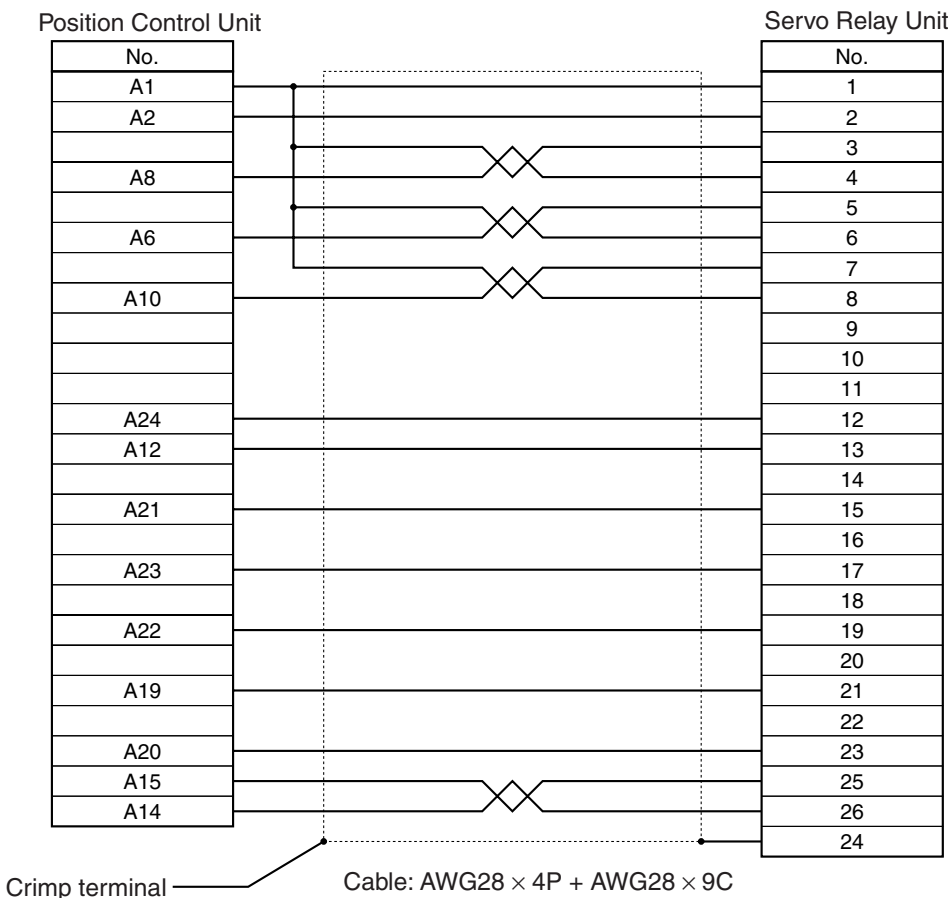 Position Control Unit Servo Relay Unit
No. No.
A1 1
A2 2
3
A8 4
5
A6 6
7
A10 8
9
10
11
A24 12
A12 13
14
A21 15
16
A23 17
18
A22 19
20
A19 21
22
A20 23
A15 25
A14 26
24
Crimp terminal Cable: AWG28 × 4P + AWG28 × 9C